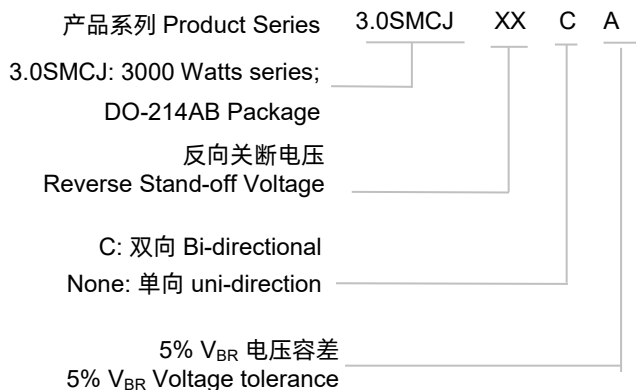 产品系列 Product Series 3.0SMCJ XX C A
3.0SMCJ: 3000 Watts series;
DO-214AB Package
反向关断电压
Reverse Stand-off Voltage
C: 双向 Bi-directional
None: 单向 uni-direction
5% VBR 电压容差
5% VBR Voltage tolerance